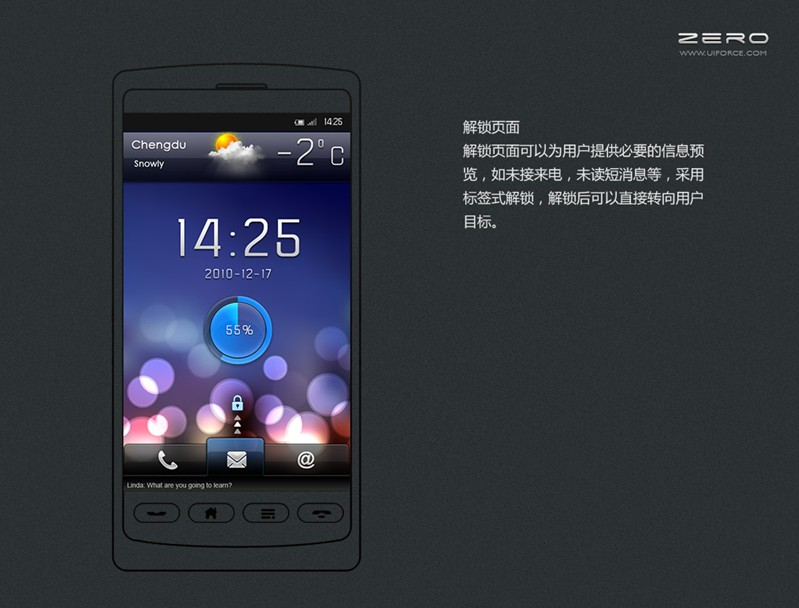 ZERO
WWW.UIFORCE.COM
14:25
Chengdu
Snowly
-2°C
14:25
2010-12-17
55%
@
Linda: What are you going to learn?
解锁页面
解锁页面可以为用户提供必要的信息预
览，如未接来电，未读短消息等，采用
标签式解锁，解锁后可以直接转向用户
目标。